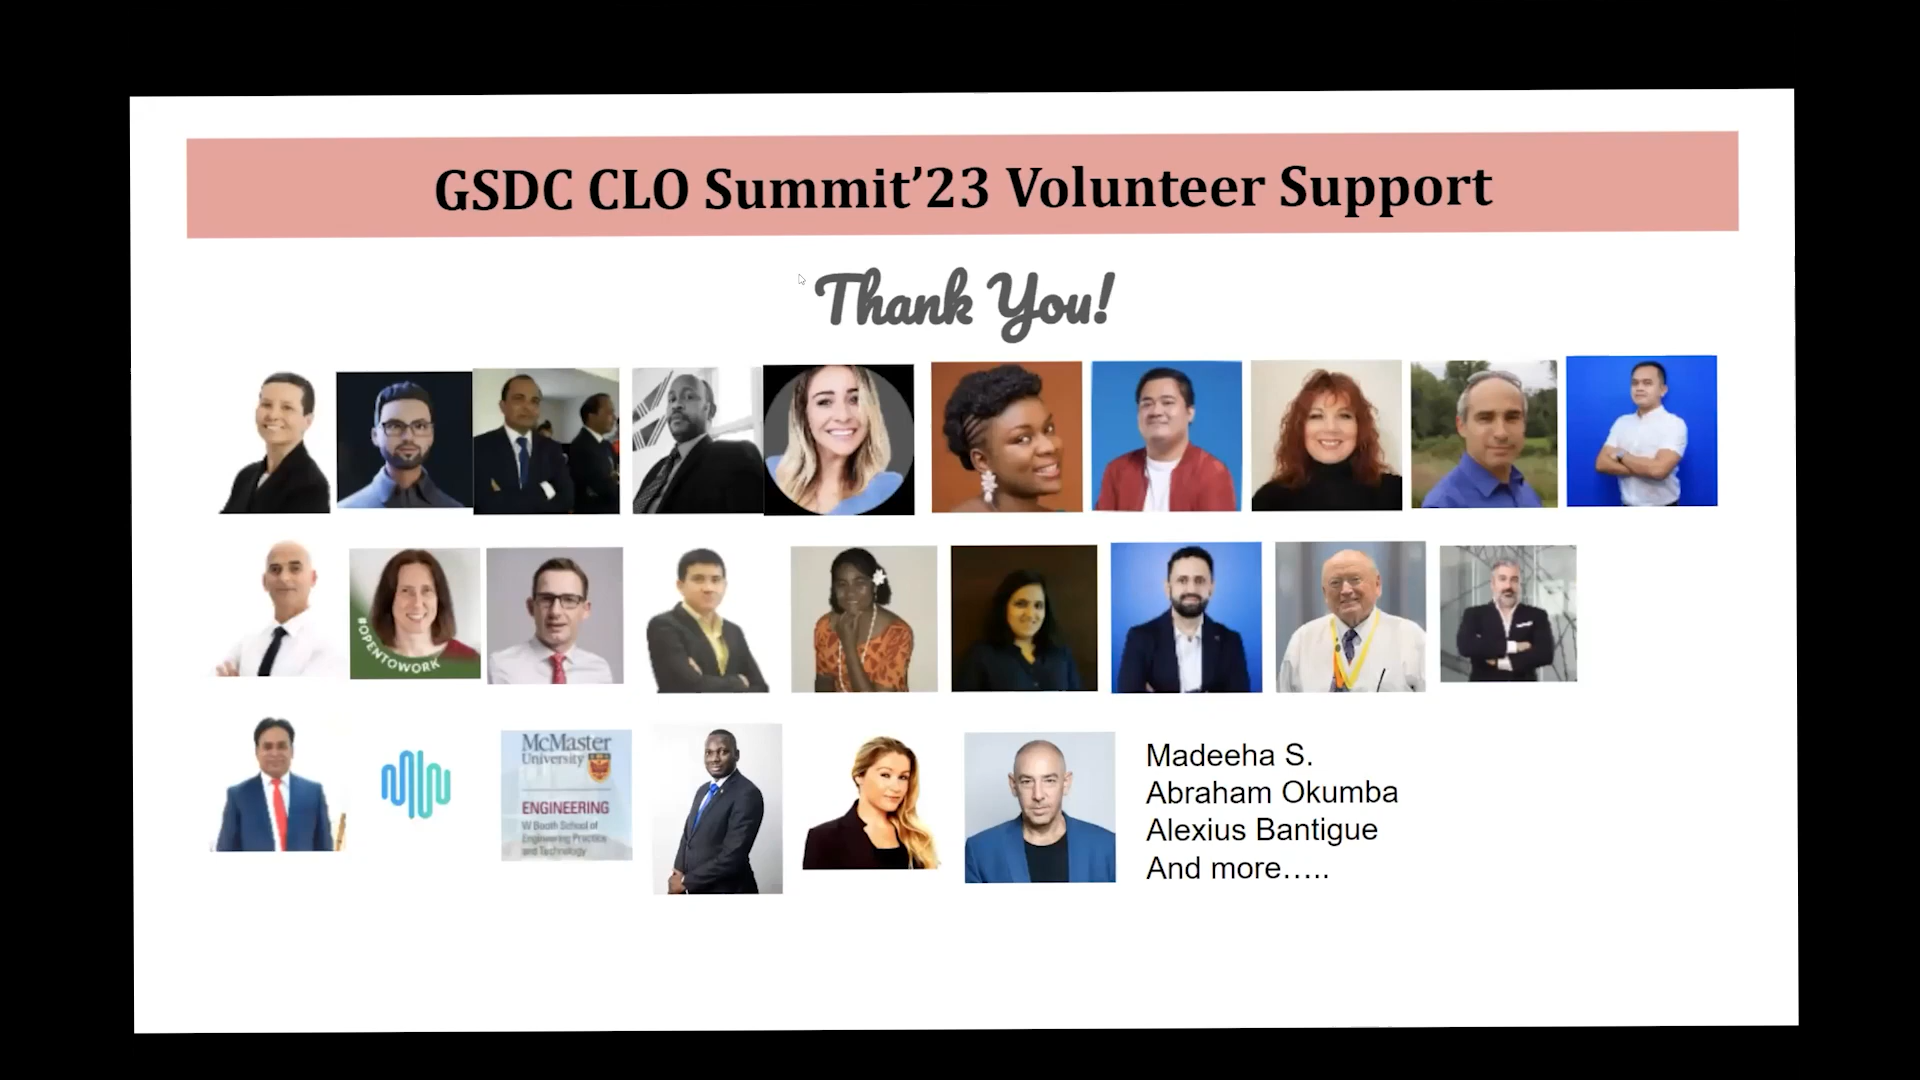 GSDC CLO Summit’23 Volunteer Support
Thank You!
#OPENTOWORK
McMaster
University
ENGINEERING
W Booth School of
Engineering Practice
and Technology
Madeeha S.
Abraham Okumba
Alexius Bantigue
And more…..